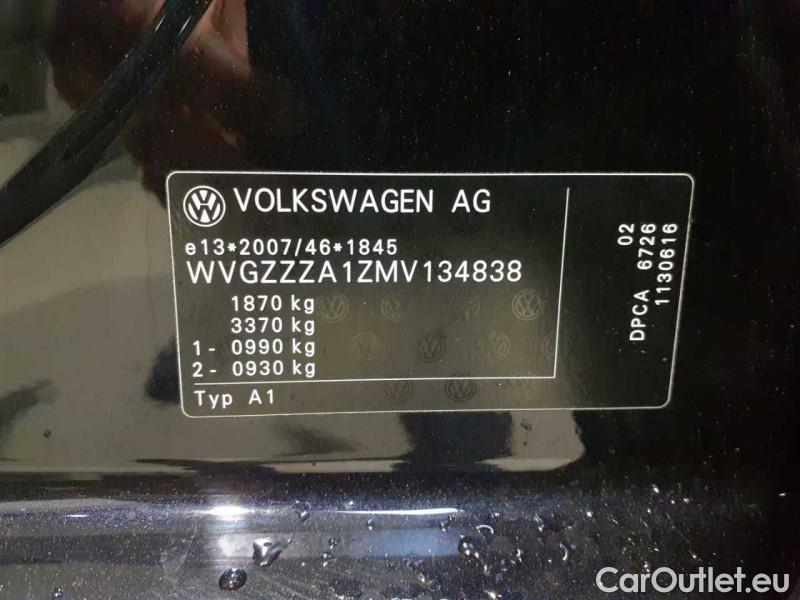 VOLKSWAGEN AG
e13*2007/46*1845
WVGZZZA1ZMV134838
1870 kg
3370 kg
1- 0990 kg
2- 0930 kg
Typ A1
02
DPCA 6726
1130616
CarOutlet.eu